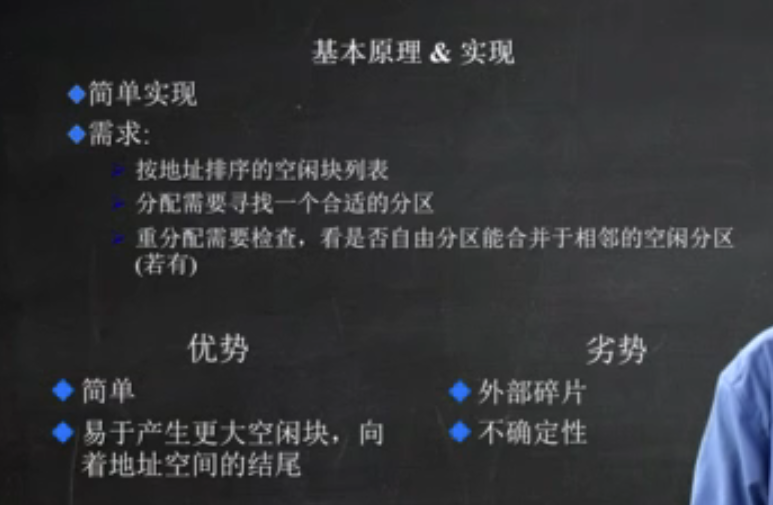 基本原理 & 实现
简单实现
需求:
按地址排序的空闲块列表
分配需要寻找一个合适的分区
重分配需要检查，看是否自由分区能合并于相邻的空闲分区
(若有)
优势
简单
易于产生更大空闲块，向
着地址空间的结尾
劣势
外部碎片
不确定性